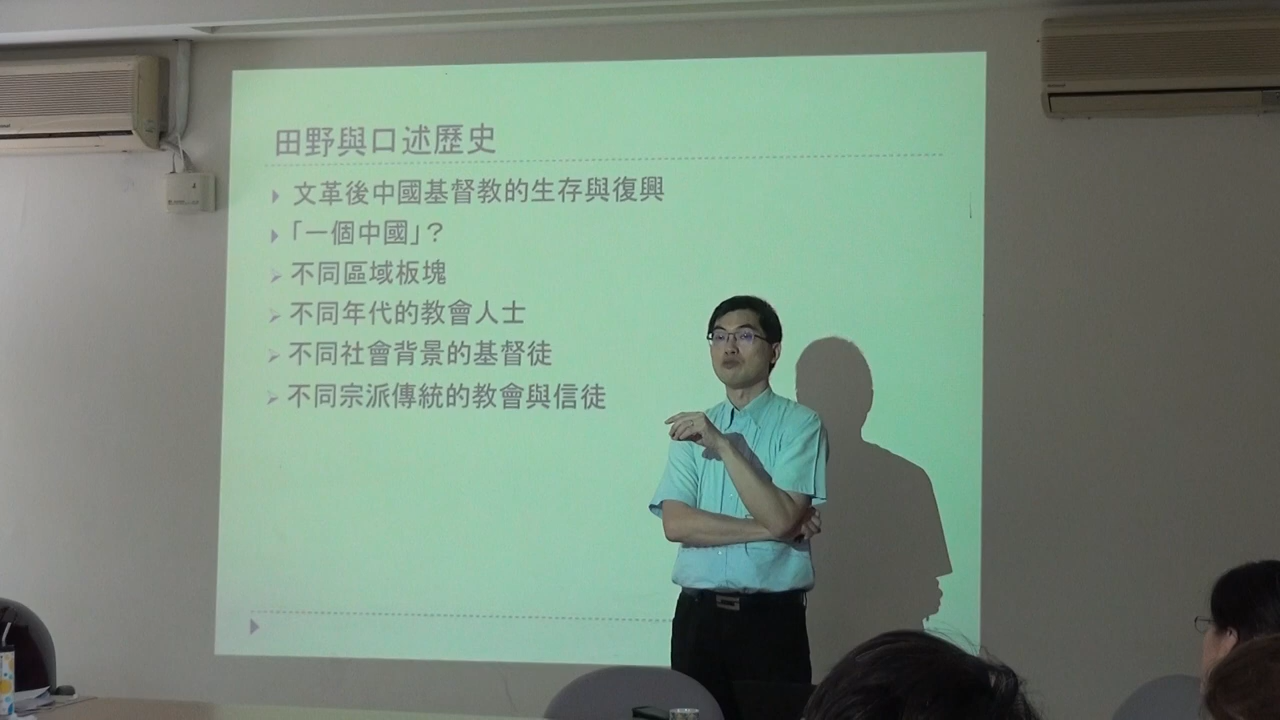 田野與口述歷史
文革後中國基督教的生存與復興
「一個中國」？
不同區域板塊
不同年代的教會人士
不同社會背景的基督徒
不同宗派傳統的教會與信徒